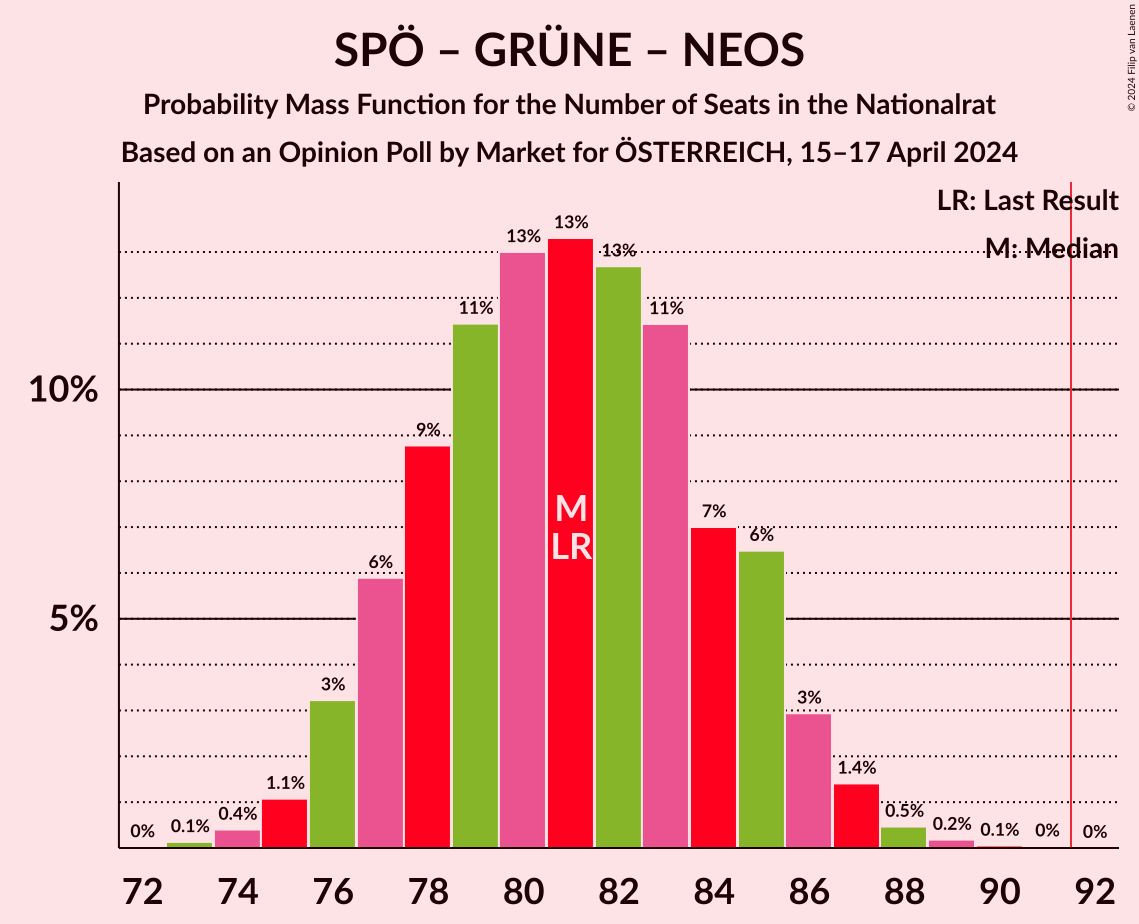 SPÖ – GRÜNE – NEOS
Probability Mass Function for the Number of Seats in the Nationalrat
Based on an Opinion Poll by Market for ÖSTERREICH, 15–17 April 2024
© 2024 Filip van Laenen
LR: Last Result
M: Median
10%
5%
0%
0.1%
0.4%
1.1%
3%
6%
9%
11%
13%
13%
13%
11%
7%
6%
3%
1.4%
0.5%
0.2%
0.1%
0%
0%
M
LR
72 74 76 78 80 82 84 86 88 90 92